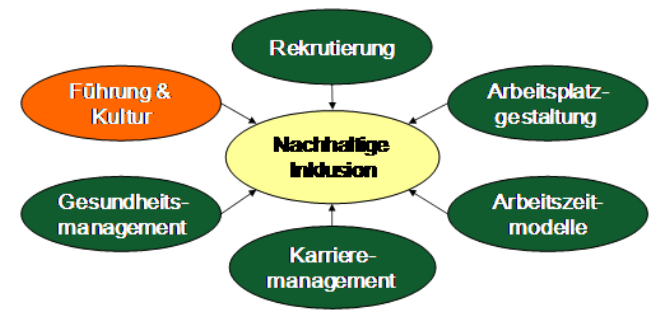 Rekrutierung
Führung &
Kultur
Arbeitsplatz-
gestaltung
Nachhaltige
Inklusion
Gesundheits-
management
Arbeitszeit-
modelle
Karriere-
management